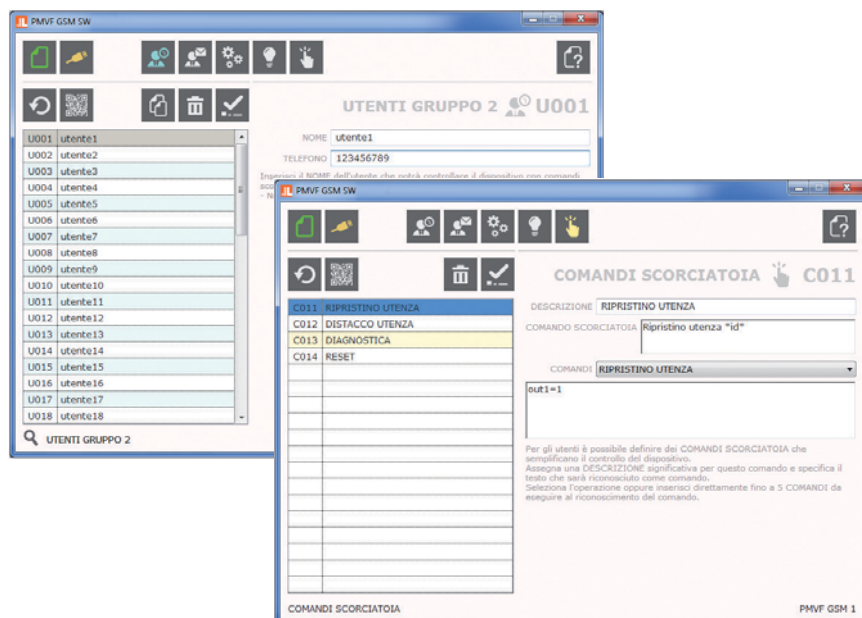 PMVF GSM SW
UTENTI GRUPPO 2 U001
NOME utente1
TELEFONO 123456789
Inserisci il NOME dell'utente che potrà controllare il dispositivo con comandi
U001 utente1
U002 utente2
U003 utente3
U004 utente4
U005 utente5
U006 utente6
U007 utente7
U008 utente8
U009 utente9
U010 utente10
U011 utente11
U012 utente12
U013 utente13
U014 utente14
U015 utente15
U016 utente16
U017 utente17
U018 utente18
UTENTI GRUPPO 2
PMVF GSM SW
COMANDI SCORCIATOIA C011
C011 RIPRISTINO UTENZA
C012 DISTACCO UTENZA
C013 DIAGNOSTICA
C014 RESET
DESCRIZIONE RIPRISTINO UTENZA
COMANDO SCORCIATOIA Ripristino utenza "id"
COMANDI RIPRISTINO UTENZA
out1=1
Per gli utenti è possibile definire dei COMANDI SCORCIATOIA che
semplificano il controllo del dispositivo.
Assegna una DESCRIZIONE significativa per questo comando e specifica il
testo che sarà riconosciuto come comando.
Seleziona l'operazione oppure inserisci direttamente fino a 5 COMANDI da
eseguire al riconoscimento del comando.
COMANDI SCORCIATOIA
PMVF GSM 1